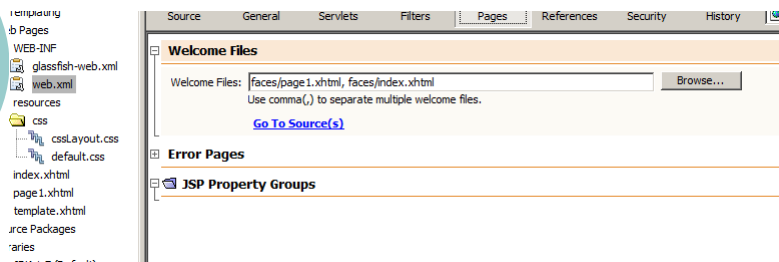 Templating
Source General Servlets Filters Pages References Security History
b Pages
WEB-INF
glassfish-web.xml
web.xml
resources
css
cssLayout.css
default.css
index.xhtml
page1.xhtml
template.xhtml
urce Packages
raries
Welcome Files
Welcome Files: faces/page1.xhtml, faces/index.xhtml Browse...
Use comma(,) to separate multiple welcome files.
Go To Source(s)
Error Pages
JSP Property Groups